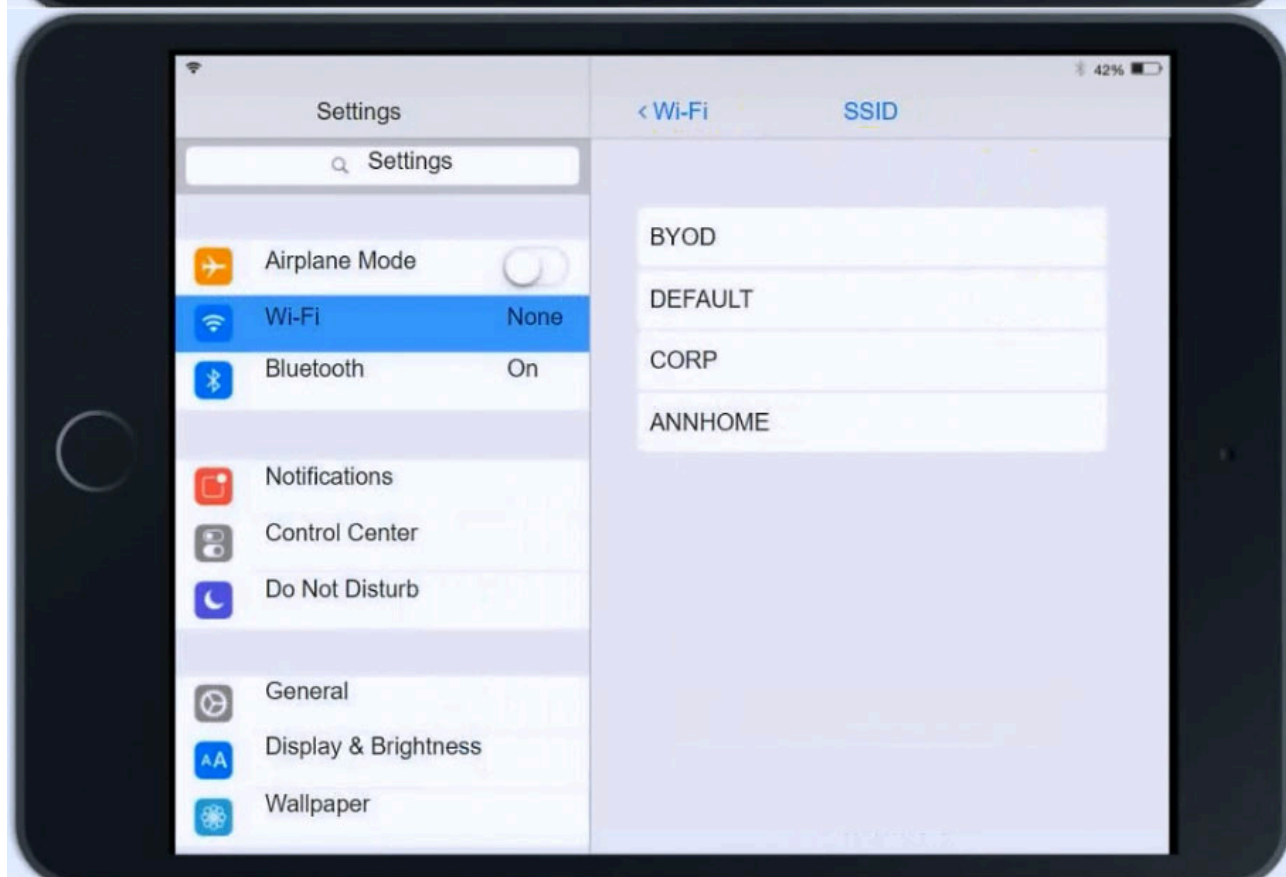 42%
Settings
< Wi-Fi
SSID
Settings
Airplane Mode
Wi-Fi None
Bluetooth On
Notifications
Control Center
Do Not Disturb
General
AA Display & Brightness
Wallpaper
BYOD
DEFAULT
CORP
ANNHOME